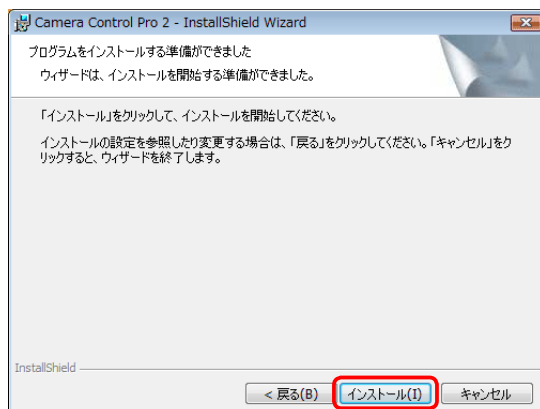 Camera Control Pro 2 - InstallShield Wizard
プログラムをインストールする準備ができました
ウィザードは、インストールを開始する準備ができました。
「インストール」をクリックして、インストールを開始してください。
インストールの設定を参照したり変更する場合は、「戻る」をクリックしてください。「キャンセル」をク
リックすると、ウィザードを終了します。
InstallShield
< 戻る(B)
インストール(I)
キャンセル